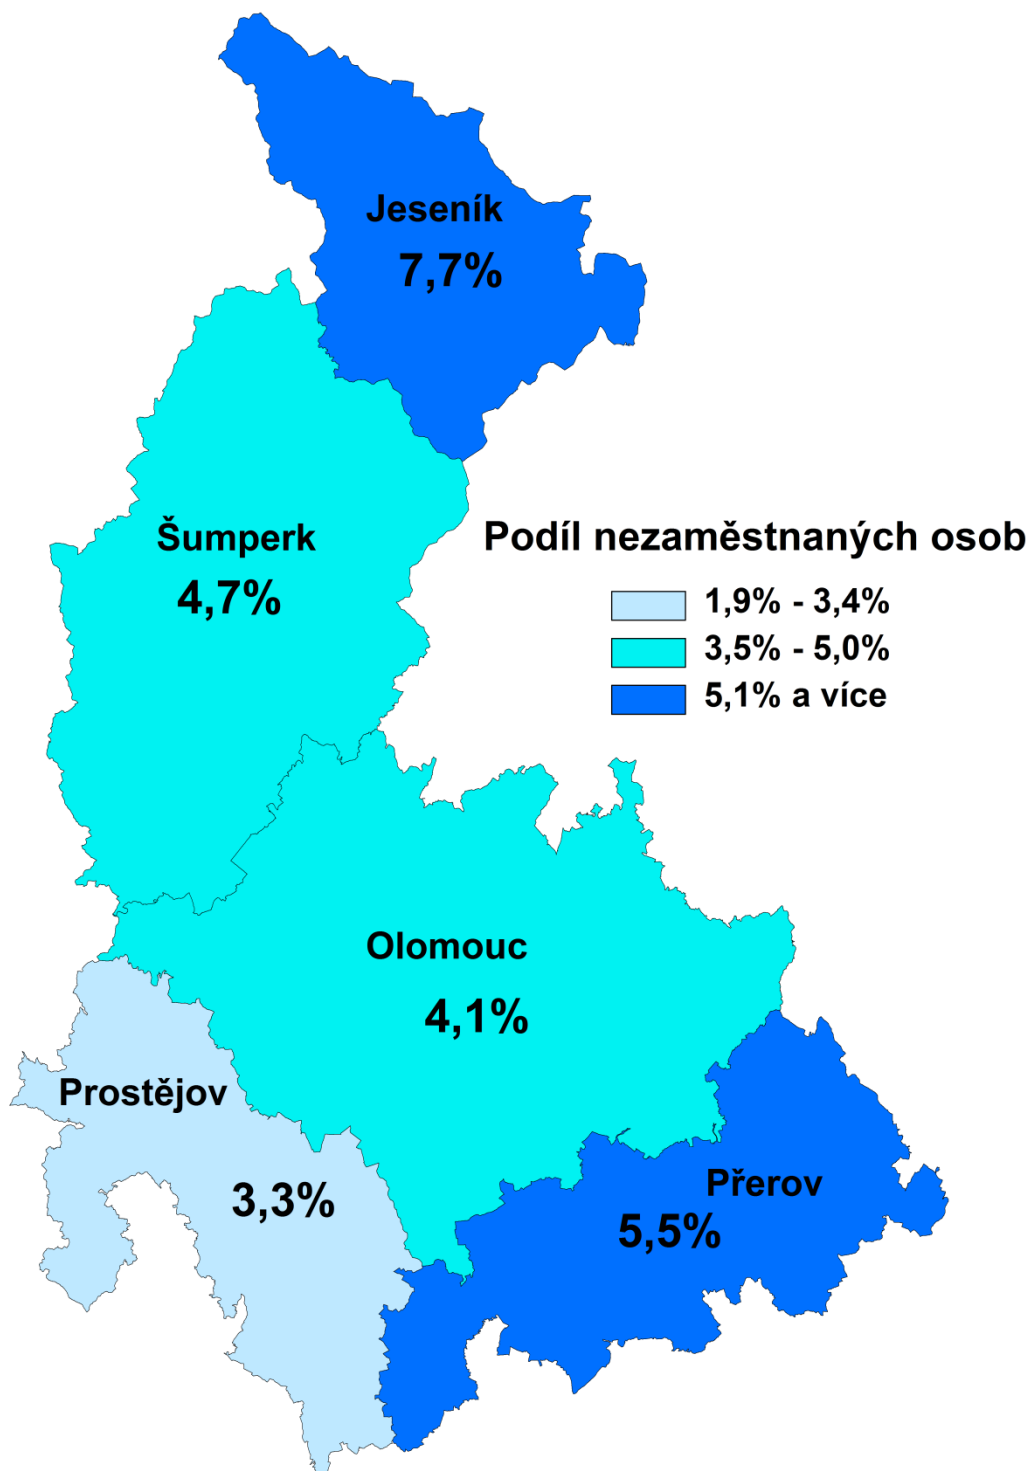 Jeseník
7,7%
Šumperk
4,7%
Podíl nezaměstnaných osob
1,9% - 3,4%
3,5% - 5,0%
5,1% a více
Olomouc
4,1%
Prostějov
3,3%
Přerov
5,5%